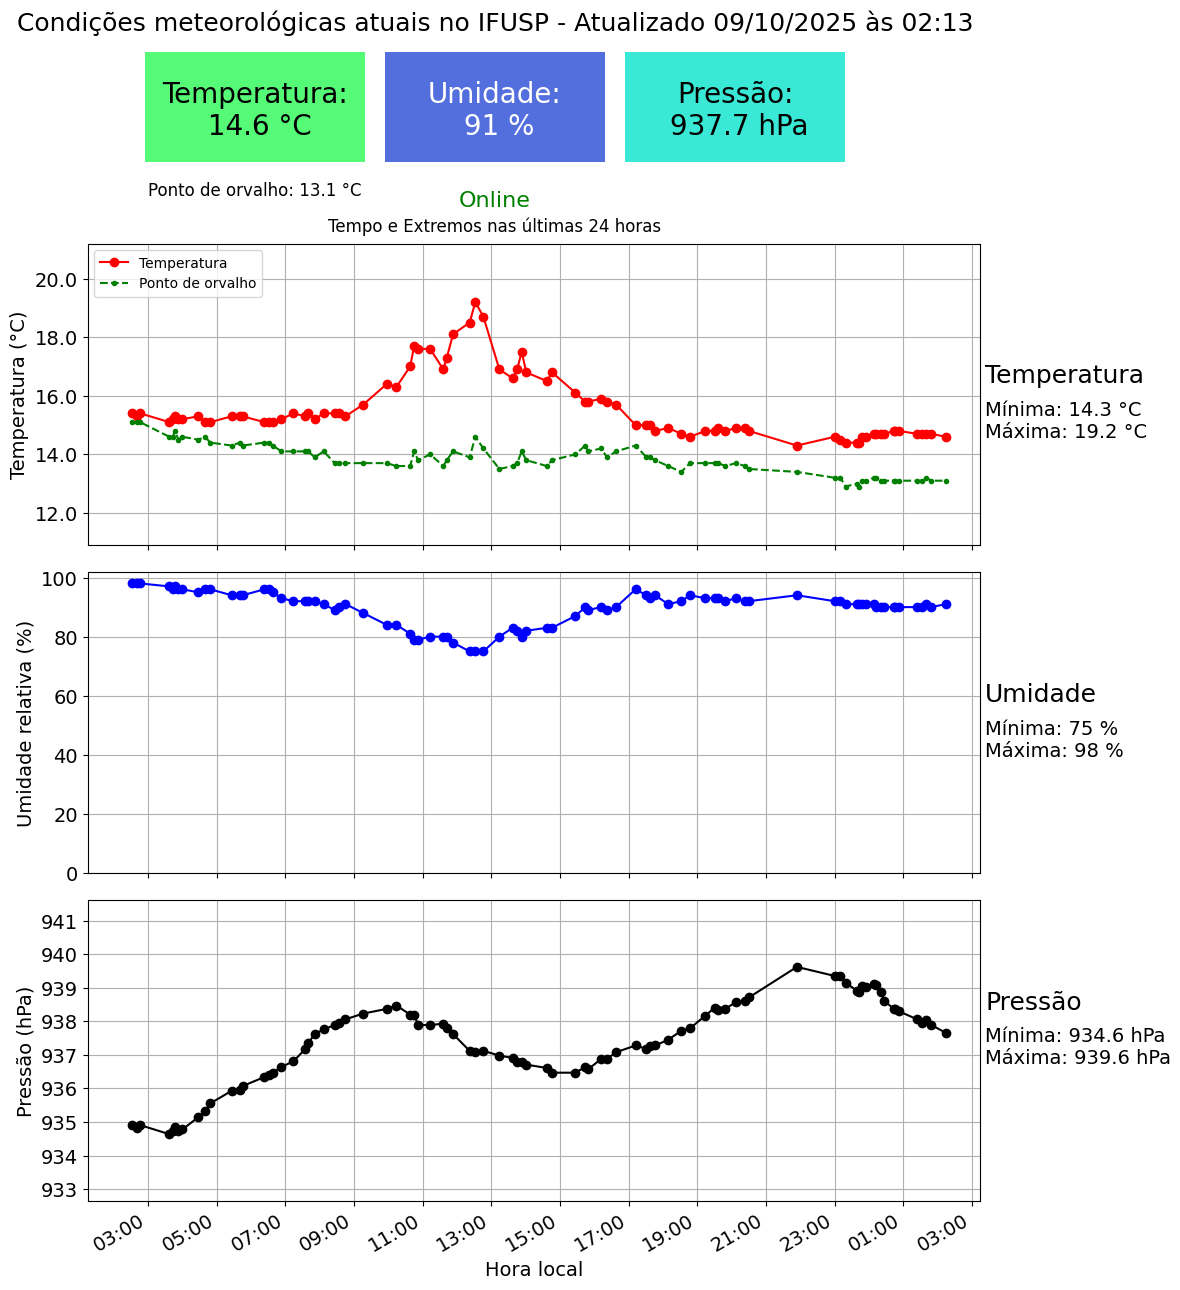 Condições meteorológicas atuais no IFUSP - Atualizado 09/10/2025 às 02:13
Temperatura:
14.6 °C
Umidade:
91 %
Pressão:
937.7 hPa
Ponto de orvalho: 13.1 °C
Online
Tempo e Extremos nas últimas 24 horas
Temperatura
Ponto de orvalho
Temperatura (°C)
20.0
18.0
16.0
14.0
12.0
Temperatura
Mínima: 14.3 °C
Máxima: 19.2 °C
Umidade relativa (%)
100
80
60
40
20
0
Umidade
Mínima: 75 %
Máxima: 98 %
Pressão (hPa)
941
940
939
938
937
936
935
934
933
Pressão
Mínima: 934.6 hPa
Máxima: 939.6 hPa
03:00 05:00 07:00 09:00 11:00 13:00 15:00 17:00 19:00 21:00 23:00 01:00 03:00
Hora local